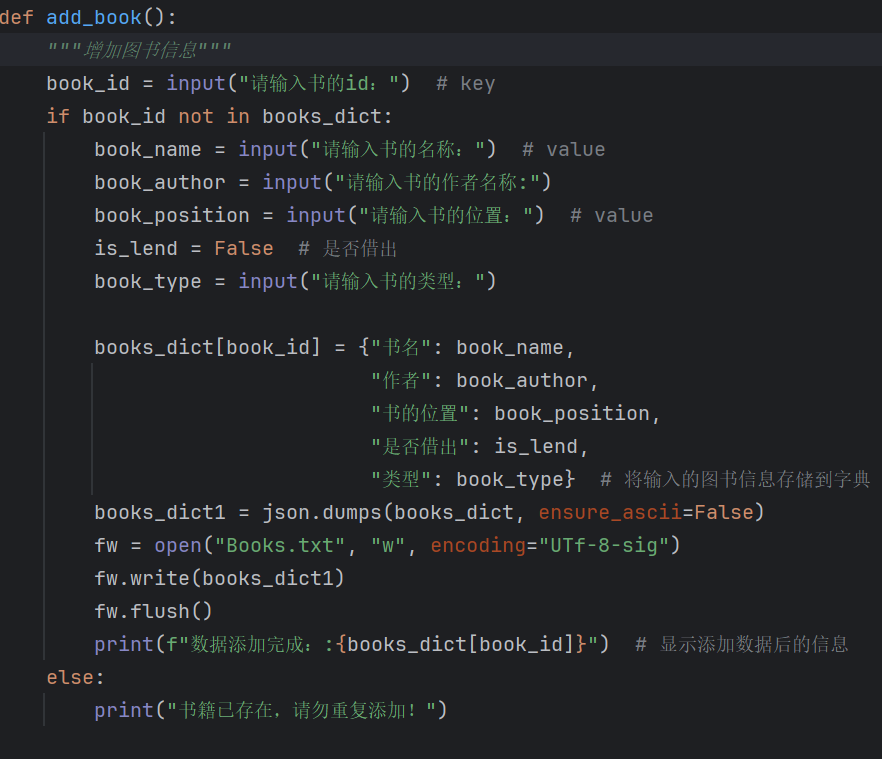 def add_book():
    """增加图书信息"""
    book_id = input("请输入书的id：")  # key
    if book_id not in books_dict:
        book_name = input("请输入书的名称：")  # value
        book_author = input("请输入书的作者名称:")
        book_position = input("请输入书的位置：")  # value
        is_lend = False  # 是否借出
        book_type = input("请输入书的类型：")

        books_dict[book_id] = {"书名": book_name,
                               "作者": book_author,
                               "书的位置": book_position,
                               "是否借出": is_lend,
                               "类型": book_type}  # 将输入的图书信息存储到字典
        books_dict1 = json.dumps(books_dict, ensure_ascii=False)
        fw = open("Books.txt", "w", encoding="UTf-8-sig")
        fw.write(books_dict1)
        fw.flush()
        print(f"数据添加完成：:{books_dict[book_id]}")  # 显示添加数据后的信息
    else:
        print("书籍已存在，请勿重复添加！")